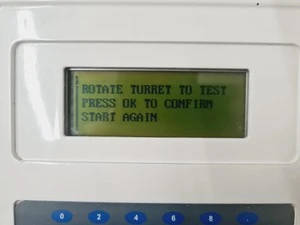 ROTATE TURRET TO TEST
PRESS OK TO CONFIRM
START AGAIN
0 2 4 6 8 .